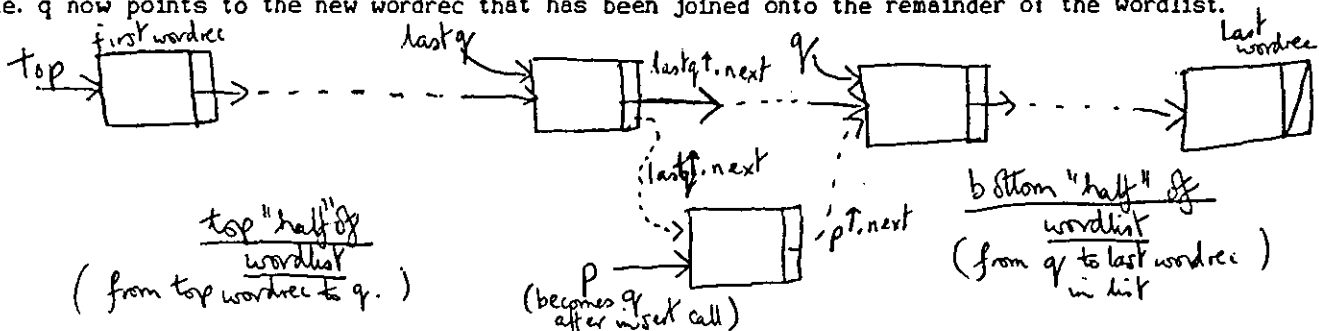 e. q now points to the new wordrec that has been joined onto the remainder of the wordlist.
first wordrec
top
last q
lastq↑.next
q
last
wordrec
lastq↑.next
p↑.next
top "half" of
wordlist
(from top wordrec to q.)
p
(becomes q
after insert call)
bottom "half" of
wordlist
(from q to last wordrec)
in list